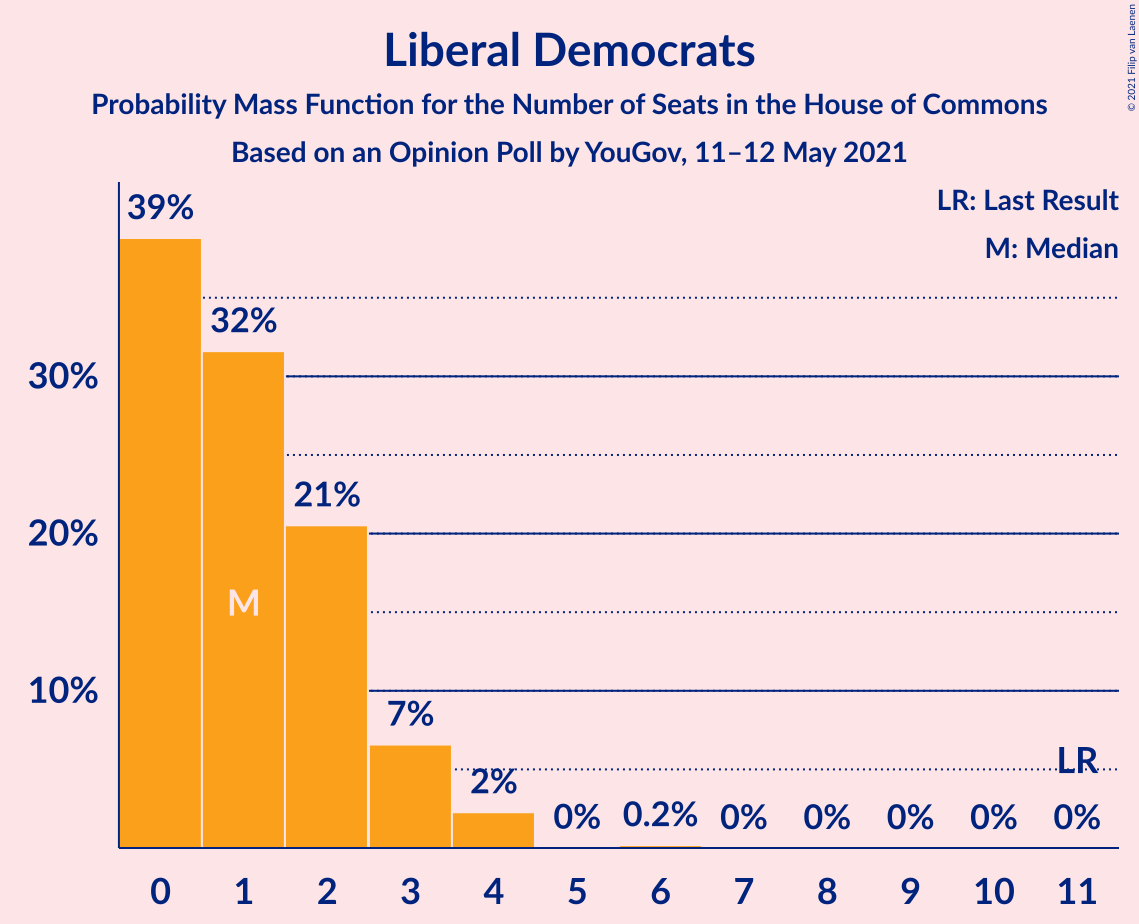 Liberal Democrats
Probability Mass Function for the Number of Seats in the House of Commons
Based on an Opinion Poll by YouGov, 11–12 May 2021
© 2021 Filip van Laenen
LR: Last Result
M: Median
39%
32%
30%
21%
20%
M
10%
7%
LR
2%
0%
0.2%
0%
0%
0%
0%
0%
0 1 2 3 4 5 6 7 8 9 10 11